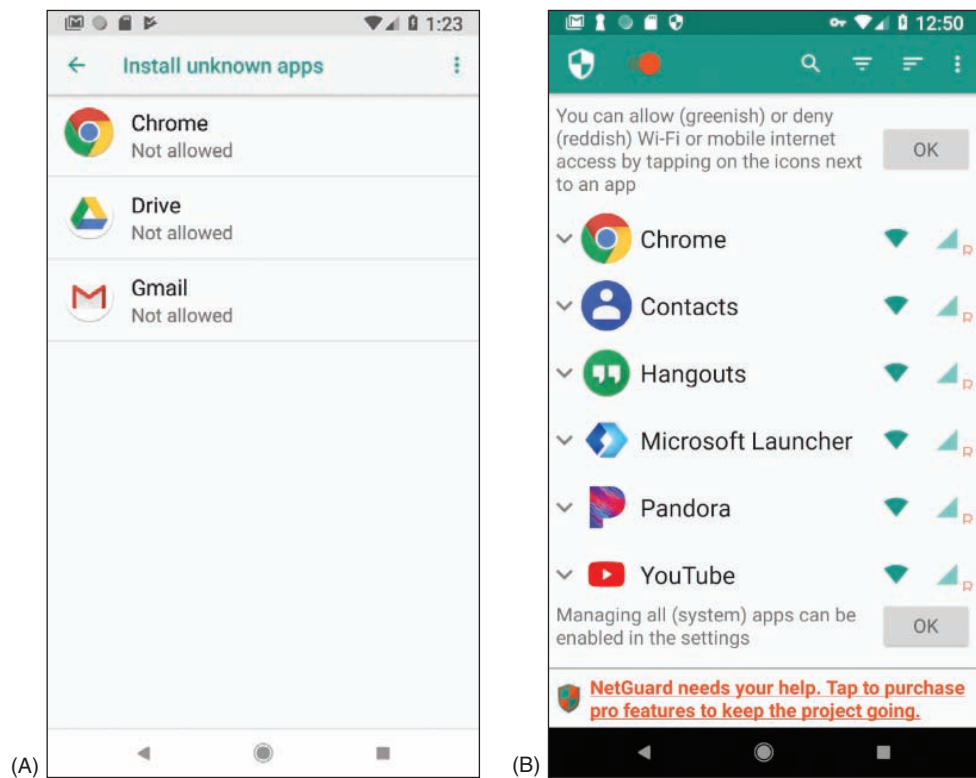 1:23
Install unknown apps
Chrome
Not allowed
Drive
Not allowed
Gmail
Not allowed
(A)
12:50
You can allow (greenish) or deny
(reddish) Wi-Fi or mobile internet
access by tapping on the icons next
to an app
OK
Chrome
R
Contacts
R
Hangouts
R
Microsoft Launcher
R
Pandora
R
YouTube
R
Managing all (system) apps can be
enabled in the settings
OK
NetGuard needs your help. Tap to purchase
pro features to keep the project going.
(B)